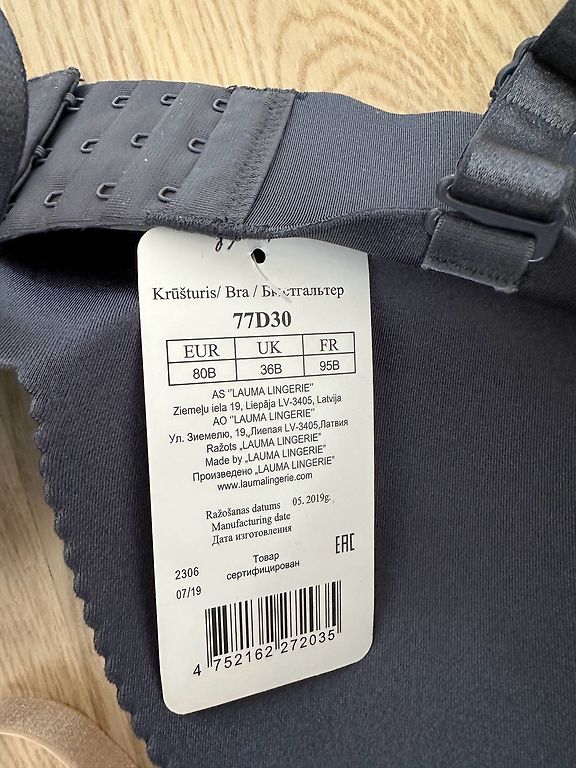 Krūšturis/ Bra / Бюстгальтер
77D30
EUR UK FR
80B 36B 95B
AS "LAUMA LINGERIE"
Ziemeļu iela 19, Liepāja LV-3405, Latvija
АО "LAUMA LINGERIE"
Ул. Зиемелю, 19,„Лиепая LV-3405,Латвия
Ražots „LAUMA LINGERIE"
Made by „LAUMA LINGERIE"
Произведено „LAUMA LINGERIE"
www.laumalingerie.com
Ražošanas datums 05. 2019g.
Manufacturing date
Дата изготовления
EAC
2306
Товар
сертифицирован
07/19
4 752162 272035